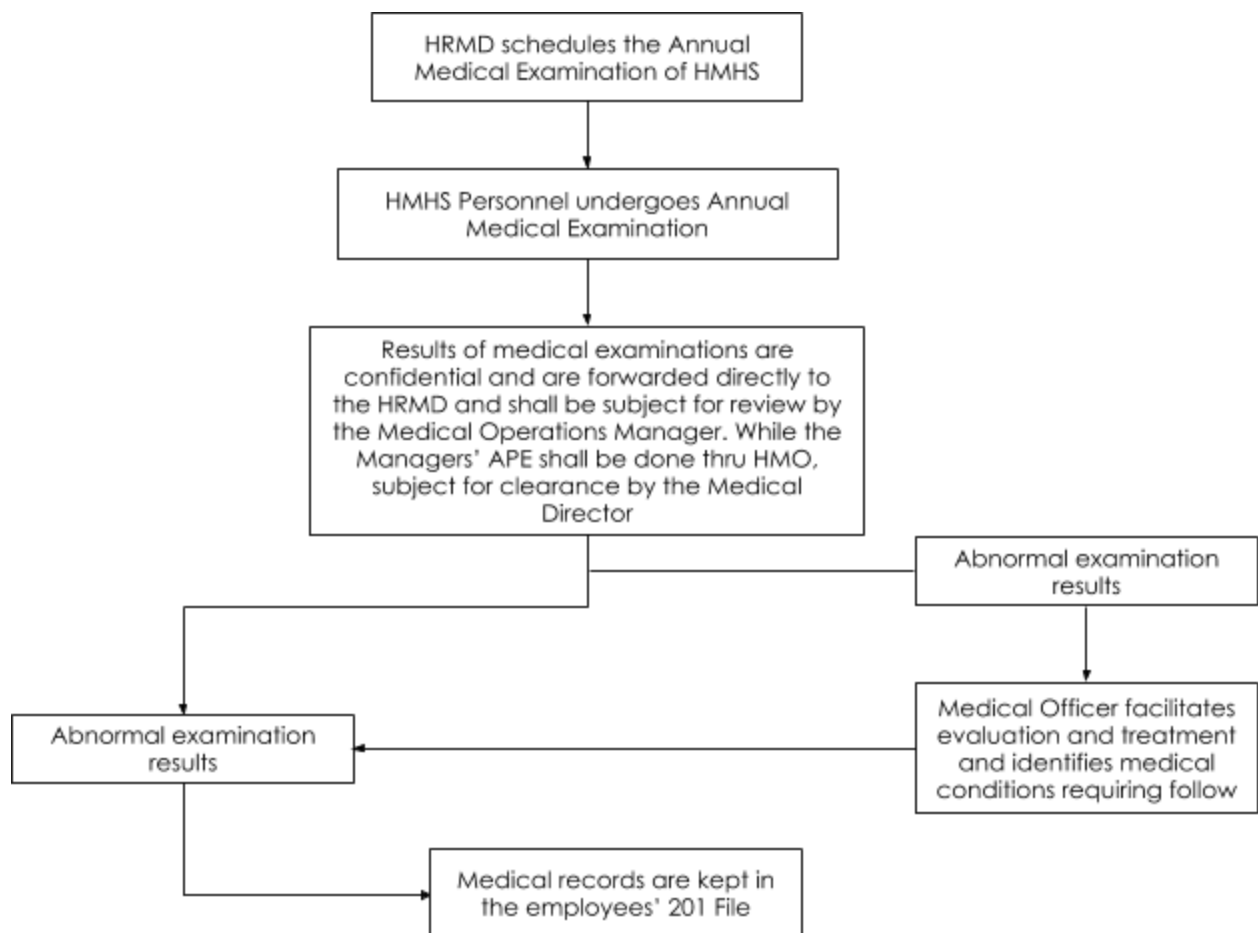 HRMD schedules the Annual
Medical Examination of HMHS
HMHS Personnel undergoes Annual
Medical Examination
Results of medical examinations are
confidential and are forwarded directly to
the HRMD and shall be subject for review by
the Medical Operations Manager. While the
Managers’ APE shall be done thru HMO,
subject for clearance by the Medical
Director
Abnormal examination
results
Medical Officer facilitates
evaluation and treatment
and identifies medical
conditions requiring follow
Abnormal examination
results
Medical records are kept in
the employees’ 201 File